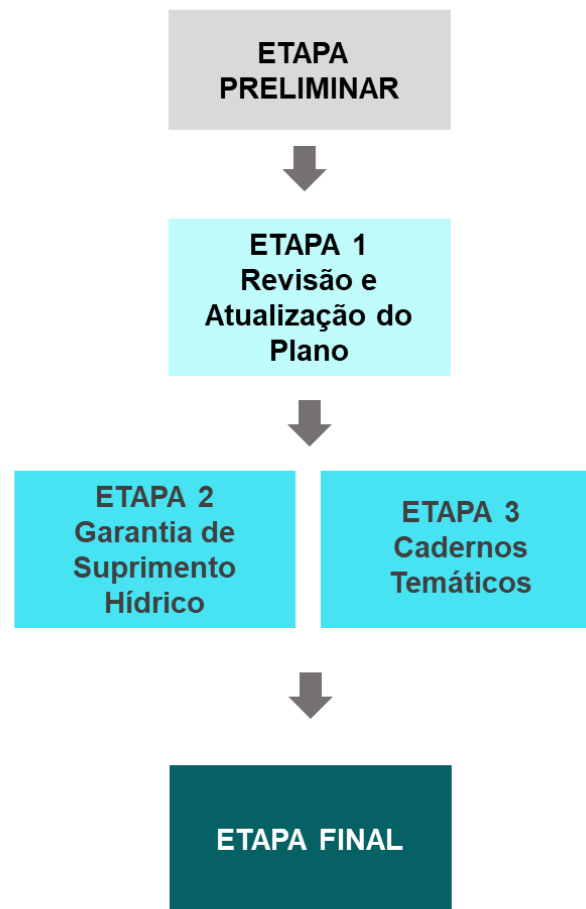 ETAPA
PRELIMINAR
ETAPA 1
Revisão e
Atualização do
Plano
ETAPA 2
Garantia de
Suprimento
Hídrico
ETAPA 3
Cadernos
Temáticos
ETAPA FINAL